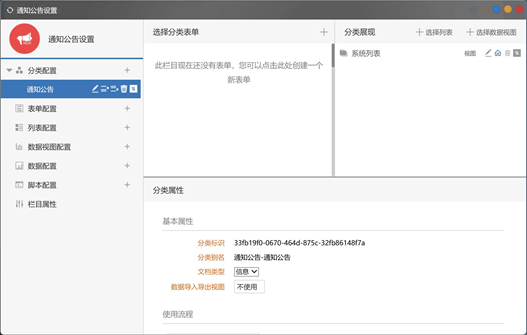 通知公告设置
通知公告设置
分类配置
通知公告
表单配置
列表配置
数据视图配置
数据配置
脚本配置
栏目属性
选择分类表单
此栏目现在还没有表单，您可以点击此处创建一个
新表单
分类展现
选择列表
选择数据视图
系统列表
视图
分类属性
基本属性
分类标识 33fb19f0-0670-464d-875c-32fb86148f7a
分类别名 通知公告-通知公告
文档类型 信息
数据导入导出视图 不使用
使用流程